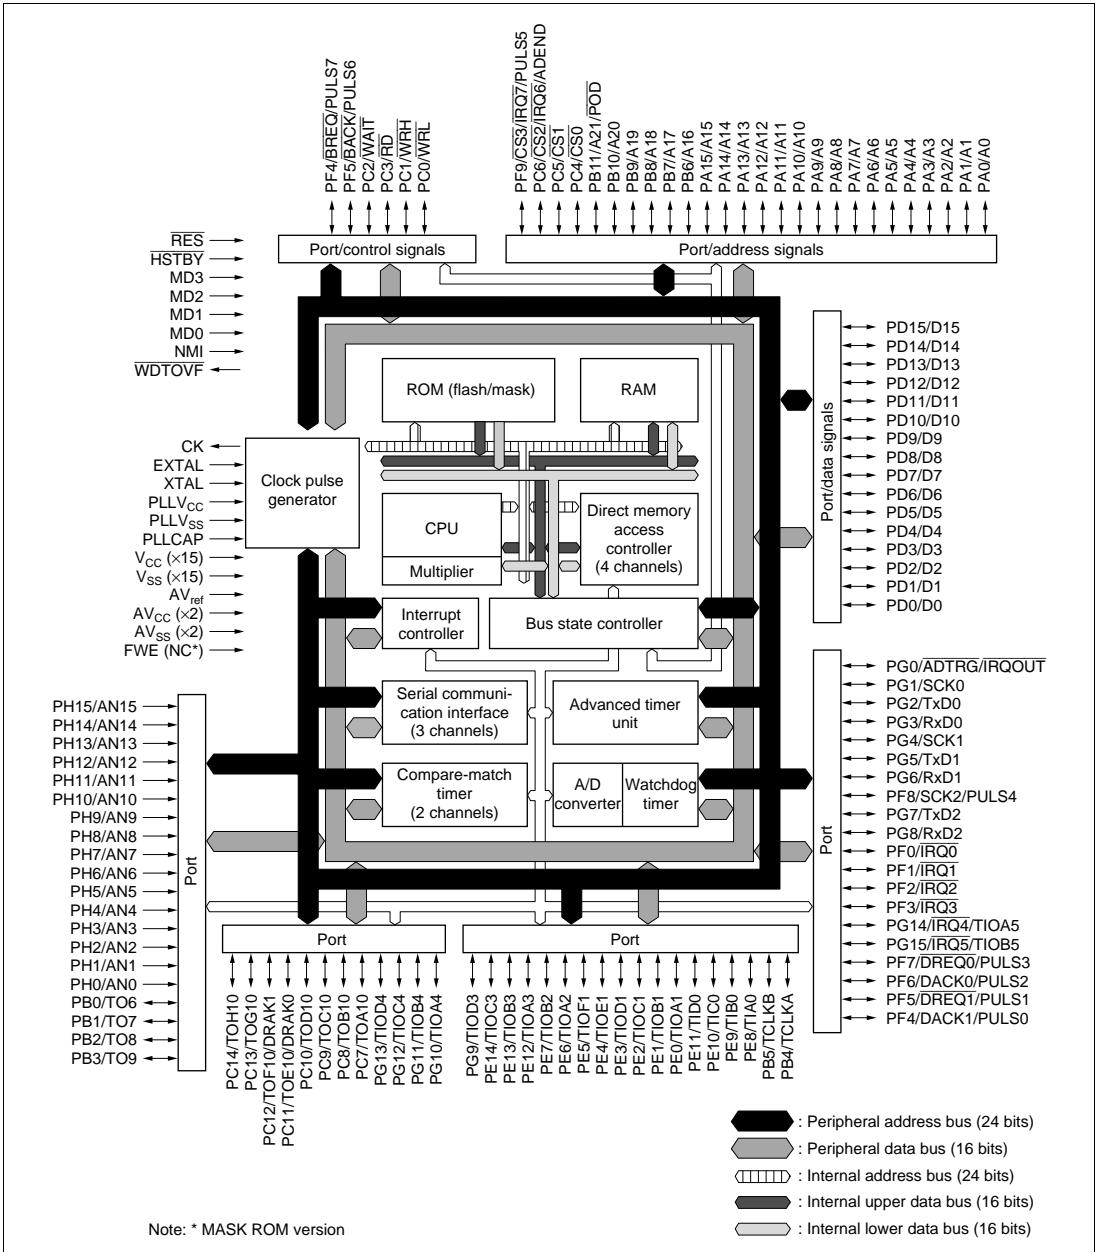 PF4/BREQ/PULS7
PF5/BACK/PULS6
PC2/WAIT
PC3/RD
PC1/WRH
PC0/WRL
PF9/CS3/IRQ7/PULS5
PC6/CS2/IRQ6/ADEND
PC5/CS1
PC4/CS0
PB11/A21/POD
PB10/A20
PB9/A19
PB8/A18
PB7/A17
PB6/A16
PA15/A15
PA14/A14
PA13/A13
PA12/A12
PA11/A11
PA10/A10
PA9/A9
PA8/A8
PA7/A7
PA6/A6
PA5/A5
PA4/A4
PA3/A3
PA2/A2
PA1/A1
PA0/A0
Port/control signals
Port/address signals
RES
HSTBY
MD3
MD2
MD1
MD0
NMI
WDTOVF
CK
EXTAL
XTAL
PLLVCC
PLLVSS
PLLCAP
VCC (×15)
VSS (×15)
AVref
AVCC (×2)
AVSS (×2)
FWE (NC*)
Clock pulse
generator
ROM (flash/mask)
RAM
CPU
Multiplier
Direct memory
access
controller
(4 channels)
Interrupt
controller
Bus state controller
Serial communi-
cation interface
(3 channels)
Advanced timer
unit
Compare-match
timer
(2 channels)
A/D
converter
Watchdog
timer
Port/data signals
PD15/D15
PD14/D14
PD13/D13
PD12/D12
PD11/D11
PD10/D10
PD9/D9
PD8/D8
PD7/D7
PD6/D6
PD5/D5
PD4/D4
PD3/D3
PD2/D2
PD1/D1
PD0/D0
Port
PG0/ADTRG/IRQOUT
PG1/SCK0
PG2/TxD0
PG3/RxD0
PG4/SCK1
PG5/TxD1
PG6/RxD1
PF8/SCK2/PULS4
PG7/TxD2
PG8/RxD2
PF0/IRQ0
PF1/IRQ1
PF2/IRQ2
PF3/IRQ3
PG14/IRQ4/TIOA5
PG15/IRQ5/TIOB5
PF7/DREQ0/PULS3
PF6/DACK0/PULS2
PF5/DREQ1/PULS1
PF4/DACK1/PULS0
PH15/AN15
PH14/AN14
PH13/AN13
PH12/AN12
PH11/AN11
PH10/AN10
PH9/AN9
PH8/AN8
PH7/AN7
PH6/AN6
PH5/AN5
PH4/AN4
PH3/AN3
PH2/AN2
PH1/AN1
PH0/AN0
PB0/TO6
PB1/TO7
PB2/TO8
PB3/TO9
Port
Port
Port
PC14/TOH10
PC13/TOG10
PC12/TOF10/DRAK1
PC11/TOE10/DRAK0
PC10/TOD10
PC9/TOC10
PC8/TOB10
PC7/TOA10
PG13/TIOD4
PG12/TIOC4
PG11/TIOB4
PG10/TIOA4
PG9/TIOD3
PE14/TIOC3
PE13/TIOB3
PE12/TIOA3
PE7/TIOB2
PE6/TIOA2
PE5/TIOF1
PE4/TIOE1
PE3/TIOD1
PE2/TIOC1
PE1/TIOB1
PE0/TIOA1
PE11/TID0
PE10/TIC0
PE9/TIB0
PE8/TIA0
PB5/TCLKB
PB4/TCLKA
: Peripheral address bus (24 bits)
: Peripheral data bus (16 bits)
: Internal address bus (24 bits)
: Internal upper data bus (16 bits)
: Internal lower data bus (16 bits)
Note: * MASK ROM version